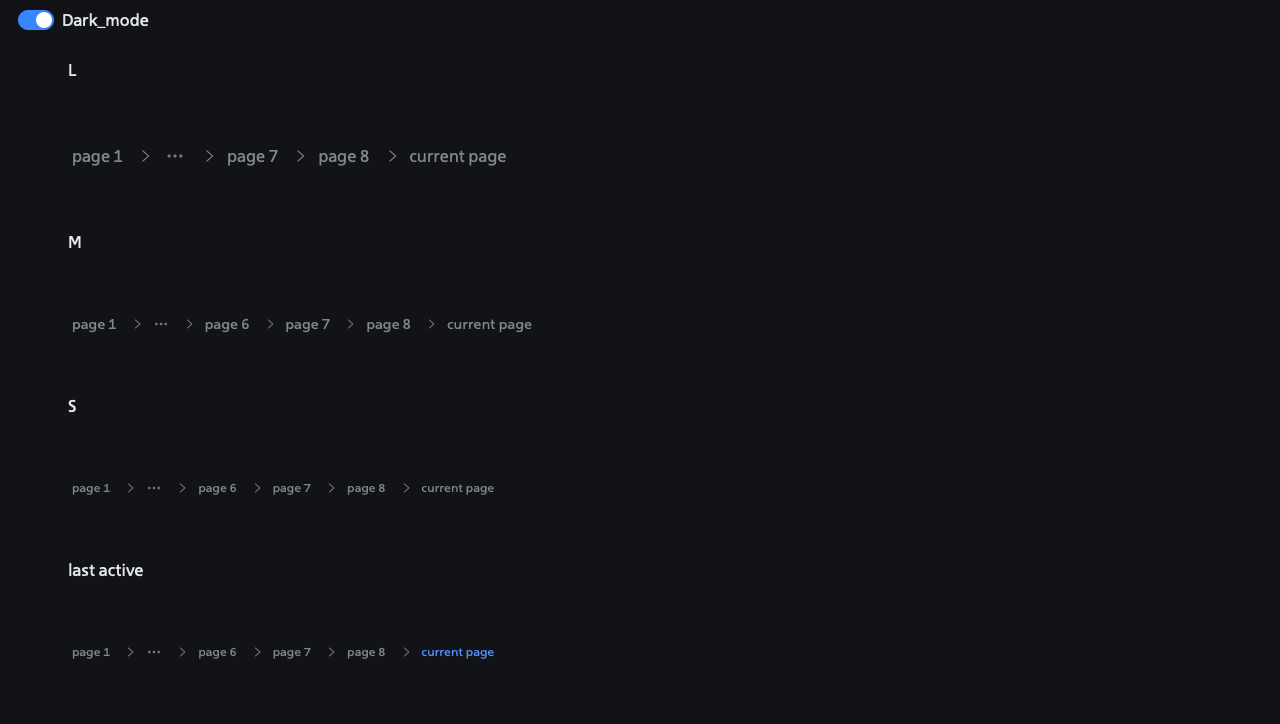 Dark_mode
L
page 1 > ··· > page 7 > page 8 > current page
M
page 1 > ··· > page 6 > page 7 > page 8 > current page
S
page 1 > ··· > page 6 > page 7 > page 8 > current page
last active
page 1 > ··· > page 6 > page 7 > page 8 > current page